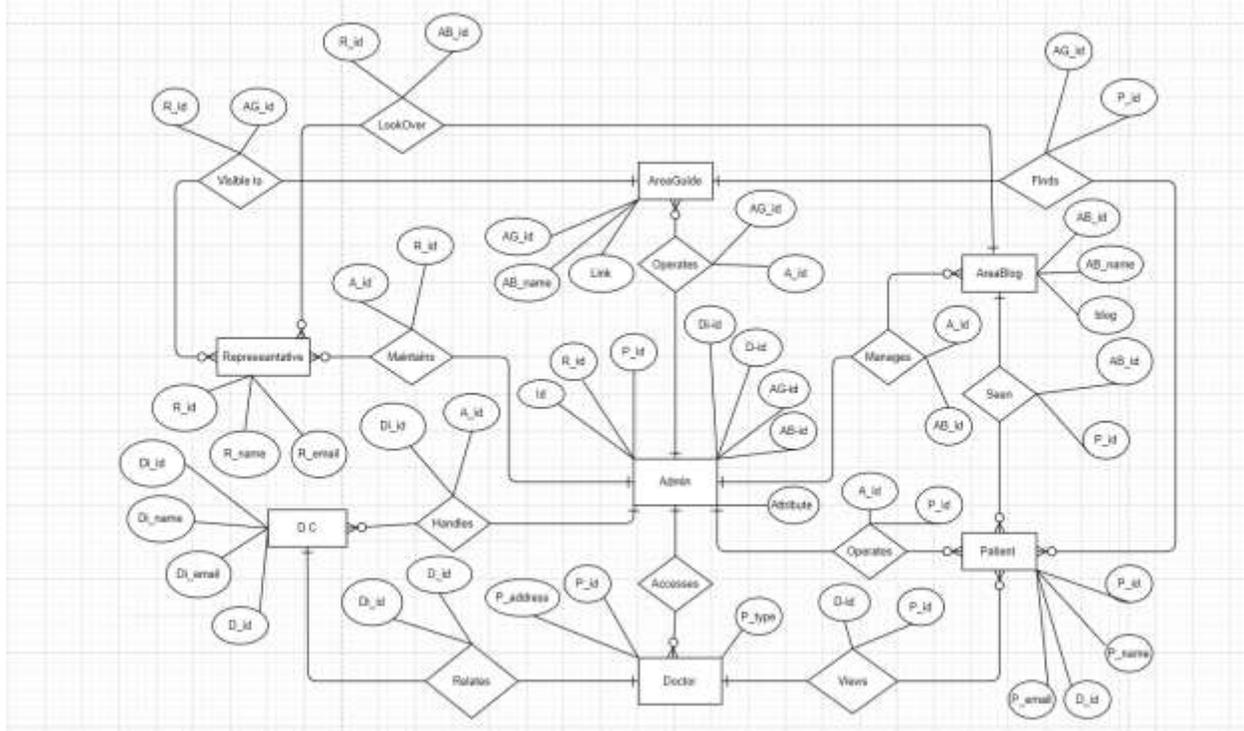 R_id
AB_id
AG_id
R_id
AG_id
P_id
LookOver
Visible to
AreaGuide
Finds
AG_id
AB_id
R_id
AG_id
AB_name
Link
Operates
A_id
AB_name
AreaBlog
A_id
blog
Di-id
A_id
D-id
Representative
Maintains
R_id
P_id
Manages
AB_id
Id
AG-id
Seen
R_id
Di_id
A_id
AB-id
AB_id
P_id
R_name
R_email
Di_id
Admin
A_id
P_id
Attribute
Di_name
D C
Handles
Operates
Patient
Di_email
D_id
Di_id
D_id
P_address
P_id
Accesses
D-id
P_id
P_id
P_type
P_name
Relates
Doctor
Views
P_email
D_id